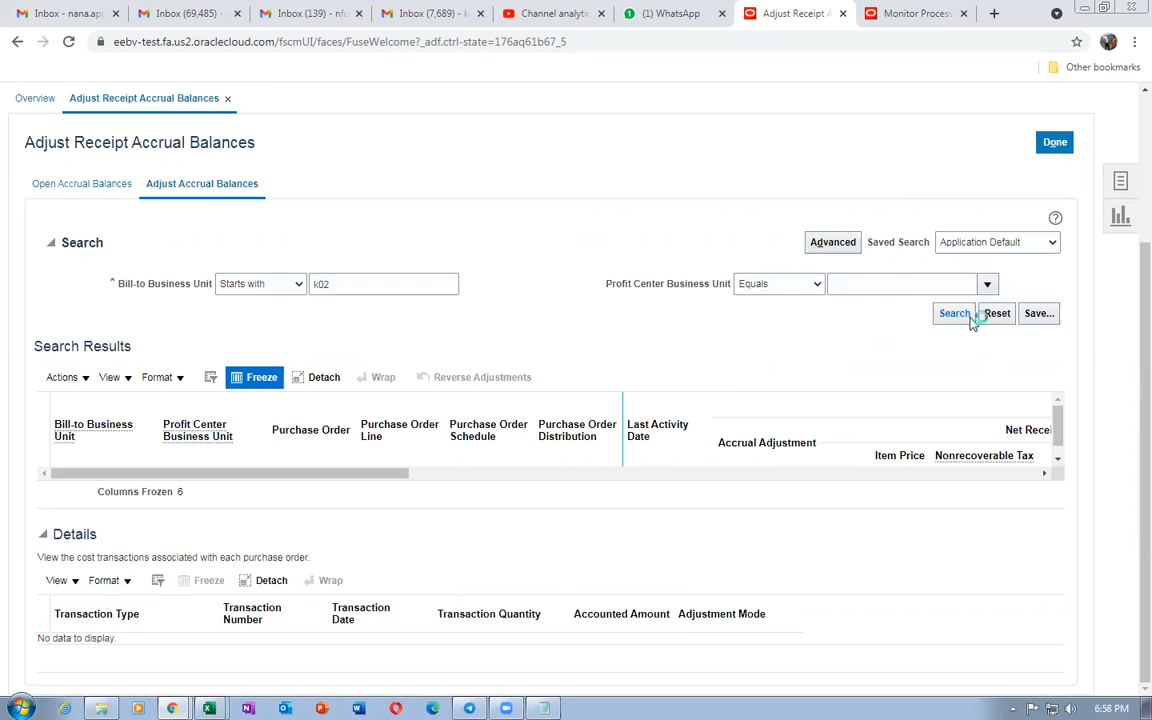 Inbox - nana.app
Inbox (69,485) -
Inbox (139) - nfo
Inbox (7,689) - k
Channel analytic
(1) WhatsApp
Adjust Receipt A
Monitor Process
eebv-test.fa.us2.oraclecloud.com/fscmUI/faces/FuseWelcome?_adf.ctrl-state=176aq61b67_5
Other bookmarks
Overview
Adjust Receipt Accrual Balances
Adjust Receipt Accrual Balances
Done
Open Accrual Balances
Adjust Accrual Balances
Search
Advanced
Saved Search
Application Default
* Bill-to Business Unit
Starts with
k02
Profit Center Business Unit
Equals
Search
Reset
Save...
Search Results
Actions
View
Format
Freeze
Detach
Wrap
Reverse Adjustments
Bill-to Business Unit
Profit Center Business Unit
Purchase Order
Purchase Order Line
Purchase Order Schedule
Purchase Order Distribution
Last Activity Date
Accrual Adjustment
Net Recei
Item Price
Nonrecoverable Tax
Columns Frozen 6
Details
View the cost transactions associated with each purchase order.
View
Format
Freeze
Detach
Wrap
Transaction Type
Transaction Number
Transaction Date
Transaction Quantity
Accounted Amount
Adjustment Mode
No data to display.
6:58 PM